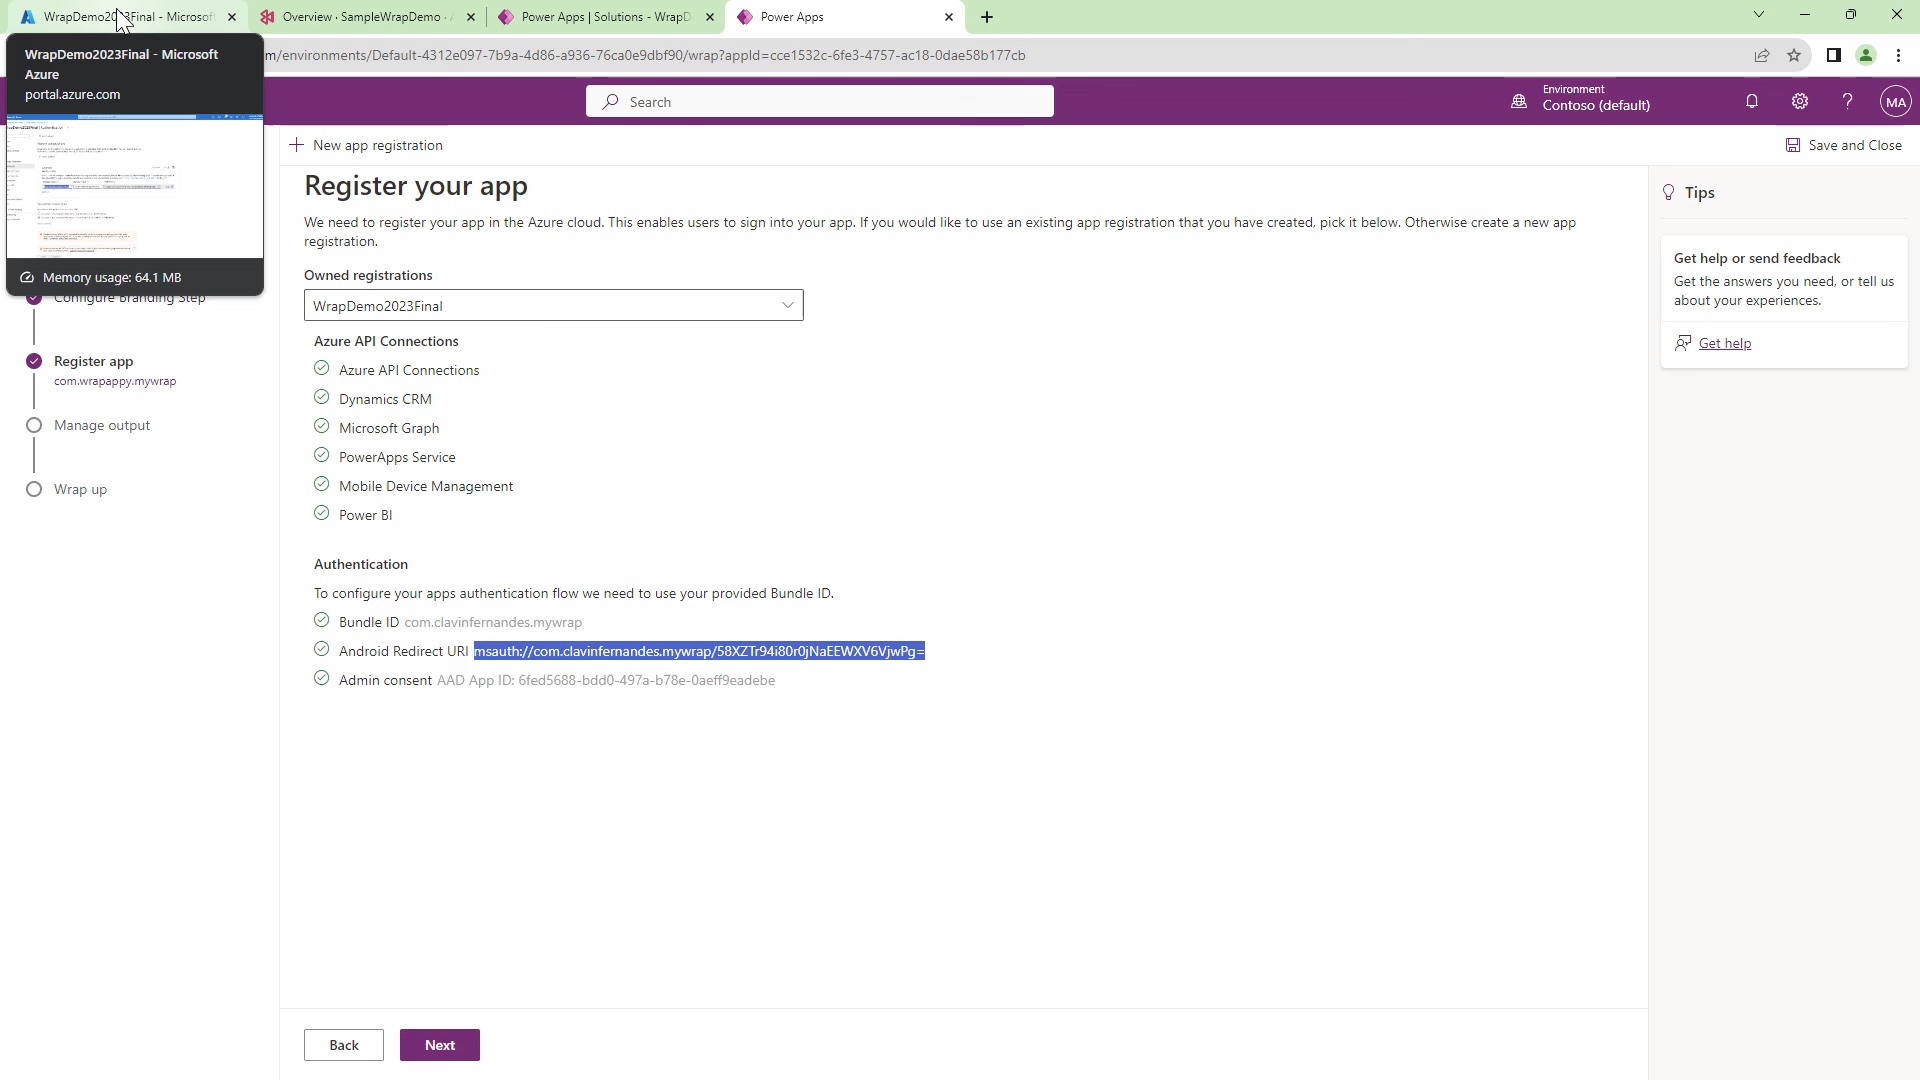 WrapDemo2023Final - Microsoft
Overview · SampleWrapDemo ·
Power Apps | Solutions - WrapD
Power Apps
WrapDemo2023Final - Microsoft
Azure
portal.azure.com
Memory usage: 64.1 MB
m/environments/Default-4312e097-7b9a-4d86-a936-76ca0e9dbf90/wrap?appId=cce1532c-6fe3-4757-ac18-0dae58b177cb
Search
Environment
Contoso (default)
MA
New app registration
Save and Close
Configure Branding Step
Register app
com.wrapappy.mywrap
Manage output
Wrap up
Register your app
We need to register your app in the Azure cloud. This enables users to sign into your app. If you would like to use an existing app registration that you have created, pick it below. Otherwise create a new app
registration.
Owned registrations
WrapDemo2023Final
Azure API Connections
Azure API Connections
Dynamics CRM
Microsoft Graph
PowerApps Service
Mobile Device Management
Power BI
Authentication
To configure your apps authentication flow we need to use your provided Bundle ID.
Bundle ID com.clavinfernandes.mywrap
Android Redirect URI msauth://com.clavinfernandes.mywrap/58XZTr94i80r0jNaEEWXV6VjwPg=
Admin consent AAD App ID: 6fed5688-bdd0-497a-b78e-0aeff9eadebe
Back
Next
Tips
Get help or send feedback
Get the answers you need, or tell us
about your experiences.
Get help